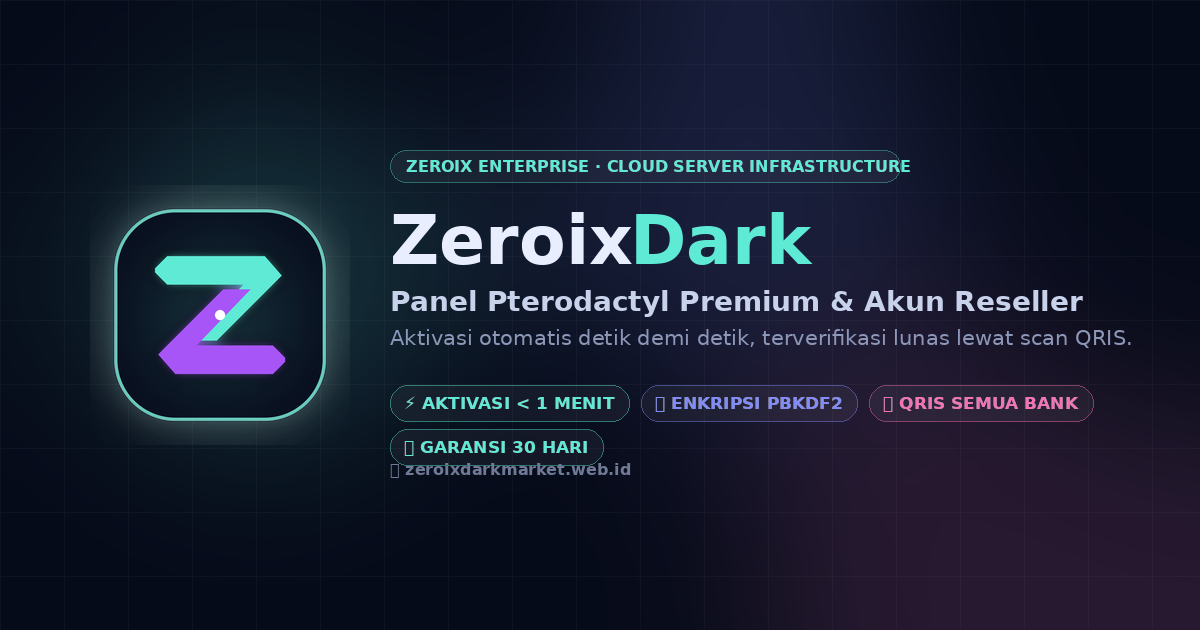 ZEROIX ENTERPRISE · CLOUD SERVER INFRASTRUCTURE
ZeroixDark
Panel Pterodactyl Premium & Akun Reseller
Aktivasi otomatis detik demi detik, terverifikasi lunas lewat scan QRIS.
⚡ AKTIVASI < 1 MENIT
ENKRIPSI PBKDF2
QRIS SEMUA BANK
GARANSI 30 HARI
zeroixdarkmarket.web.id